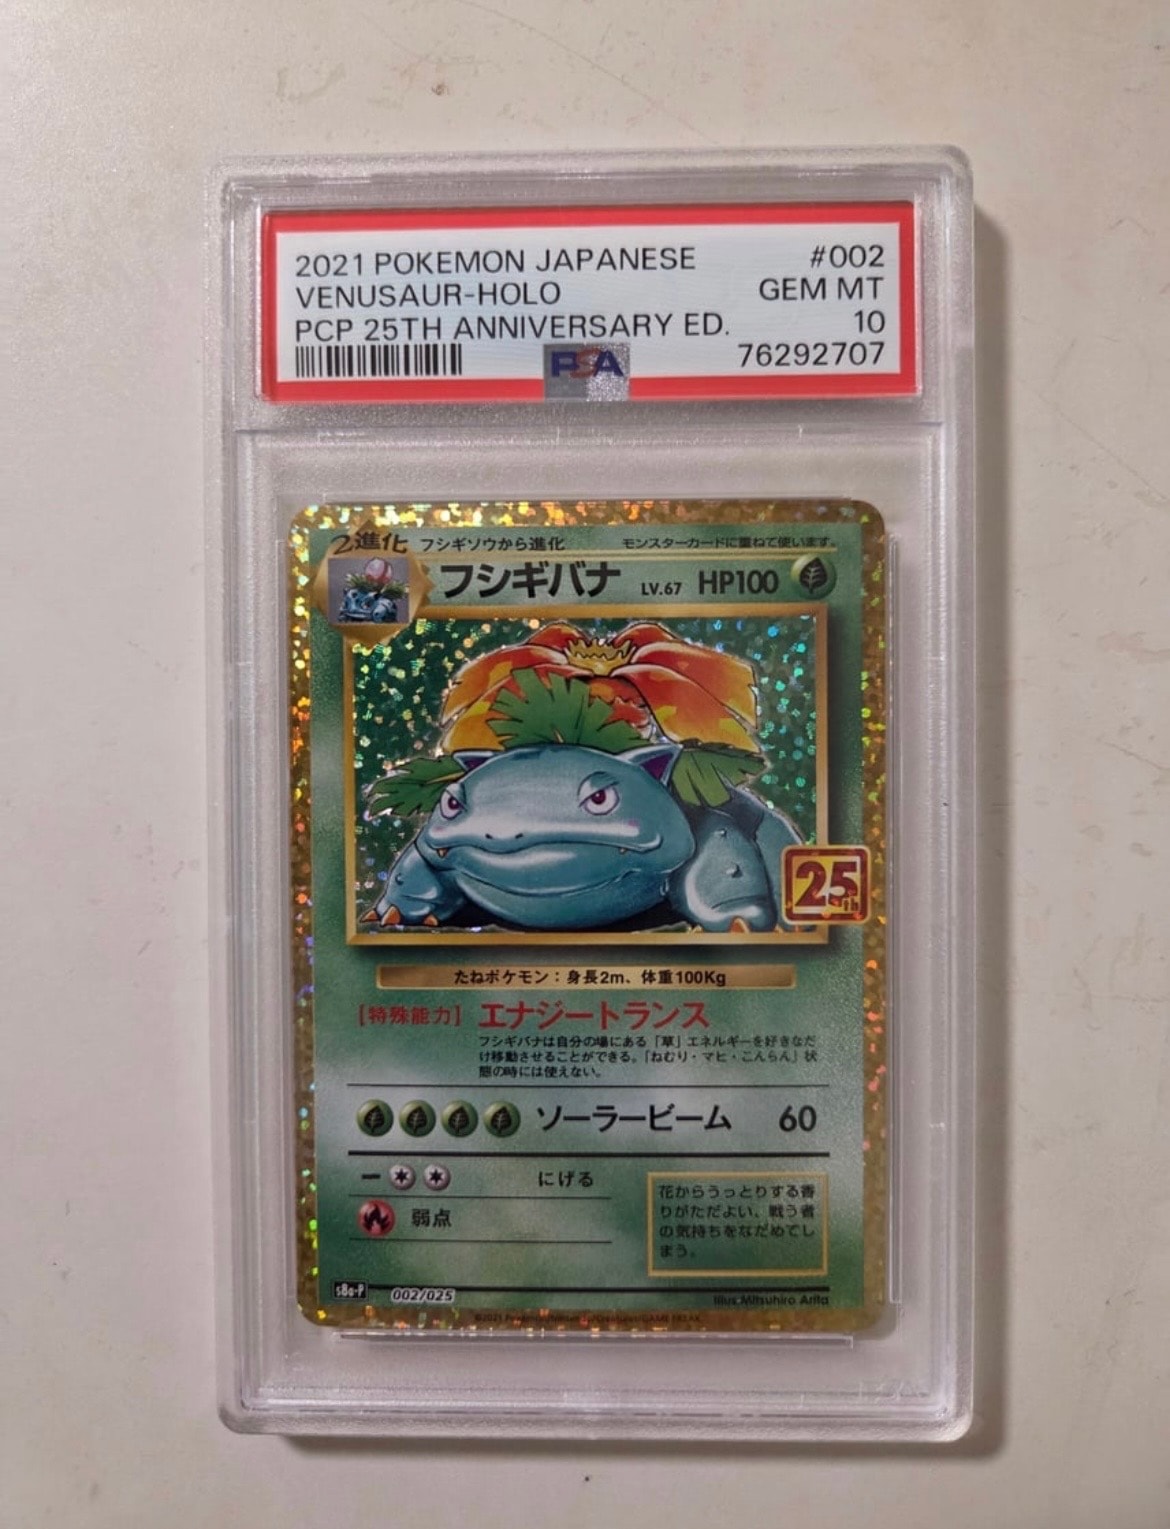 2021 POKEMON JAPANESE #002
VENUSAUR-HOLO GEM MT
PCP 25TH ANNIVERSARY ED. 10
PSA 76292707
2進化 フシギソウから進化 モンスターカードに重ねて使います。
フシギバナ LV.67 HP100
25th
たねポケモン：身長2m、体重100Kg
[特殊能力] エナジートランス
フシギバナは自分の場にある「草」エネルギーを好きなだ
け移動させることができる。「ねむり・マヒ・こんらん」状
態の時には使えない。
ソーラービーム 60
ー にげる
弱点
花からうっとりする香
りがただよい、戦う者
の気持ちをなだめてし
まう。
s8a-P 002/025 Illus.Mitsuhiro Arita
©2021 Pokémon/Nintendo/Creatures/GAME FREAK